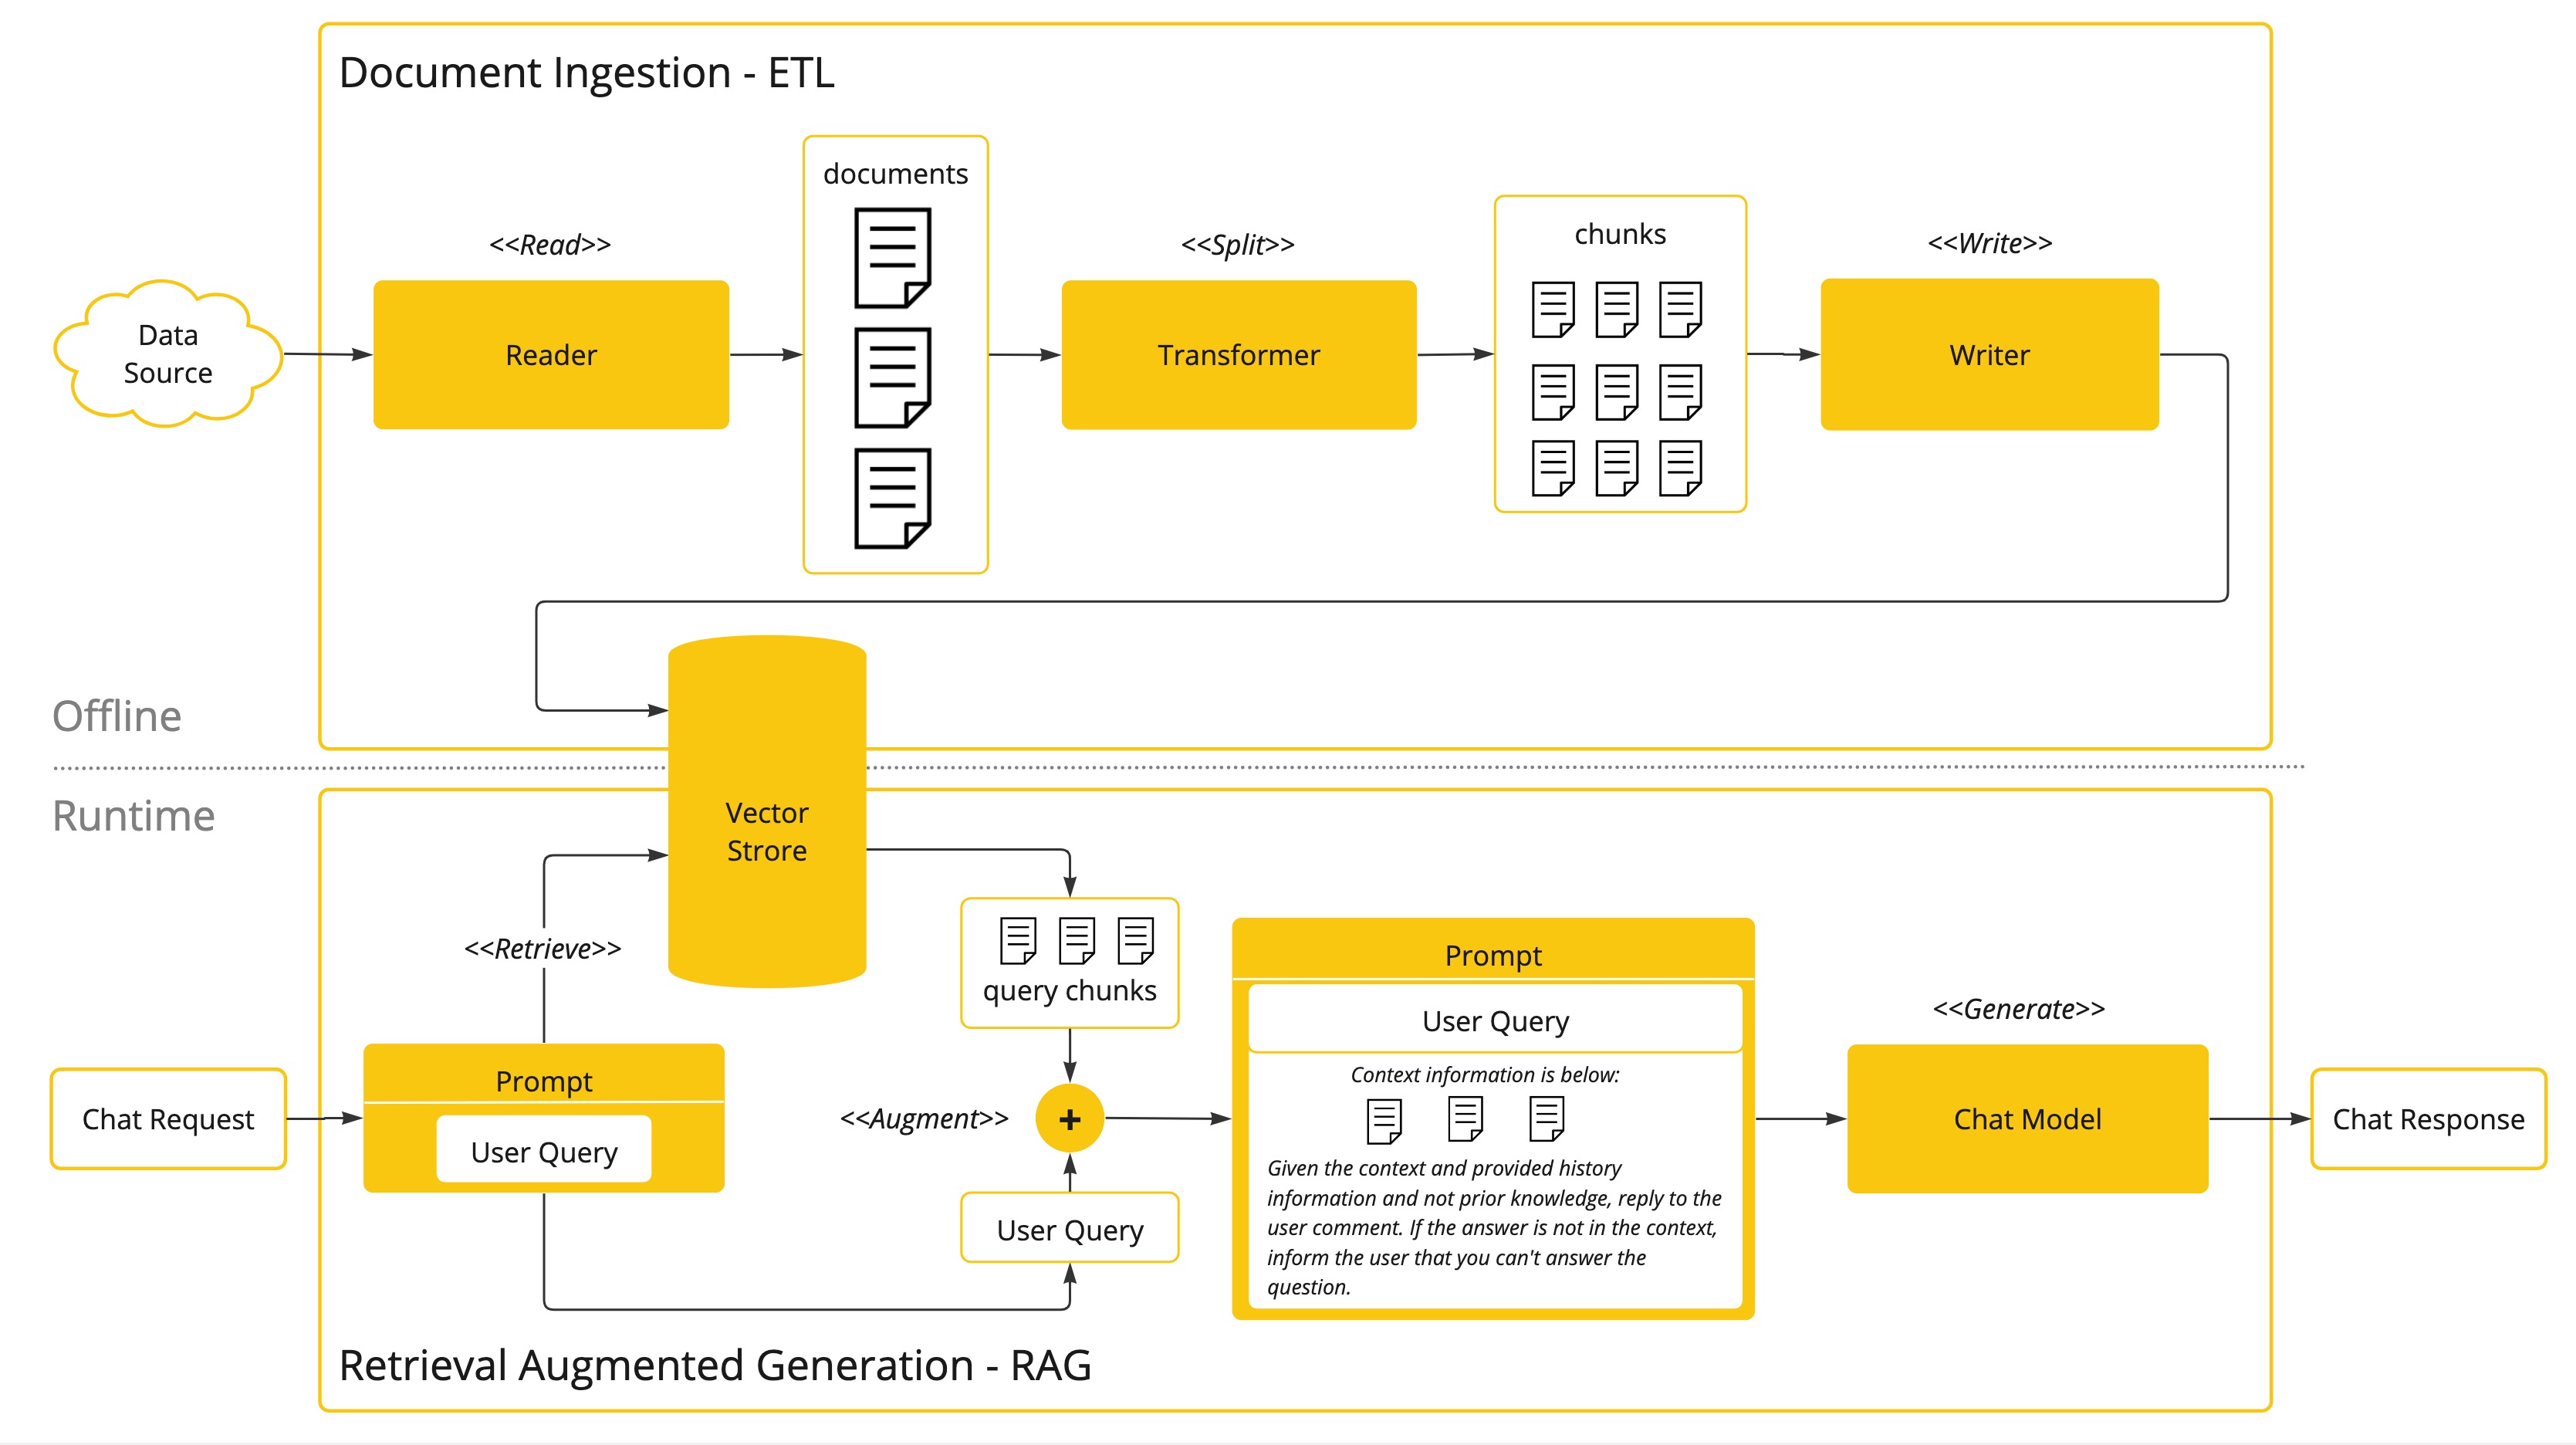 Document Ingestion - ETL
documents
<<Read>>
<<Split>>
chunks
<<Write>>
Data
Source
Reader
Transformer
Writer
Offline
Runtime
Vector
Strore
<<Retrieve>>
query chunks
Prompt
User Query
Chat Request
<<Augment>>
+
User Query
Prompt
User Query
Context information is below:
Given the context and provided history
information and not prior knowledge, reply to the
user comment. If the answer is not in the context,
inform the user that you can't answer the
question.
<<Generate>>
Chat Model
Chat Response
Retrieval Augmented Generation - RAG